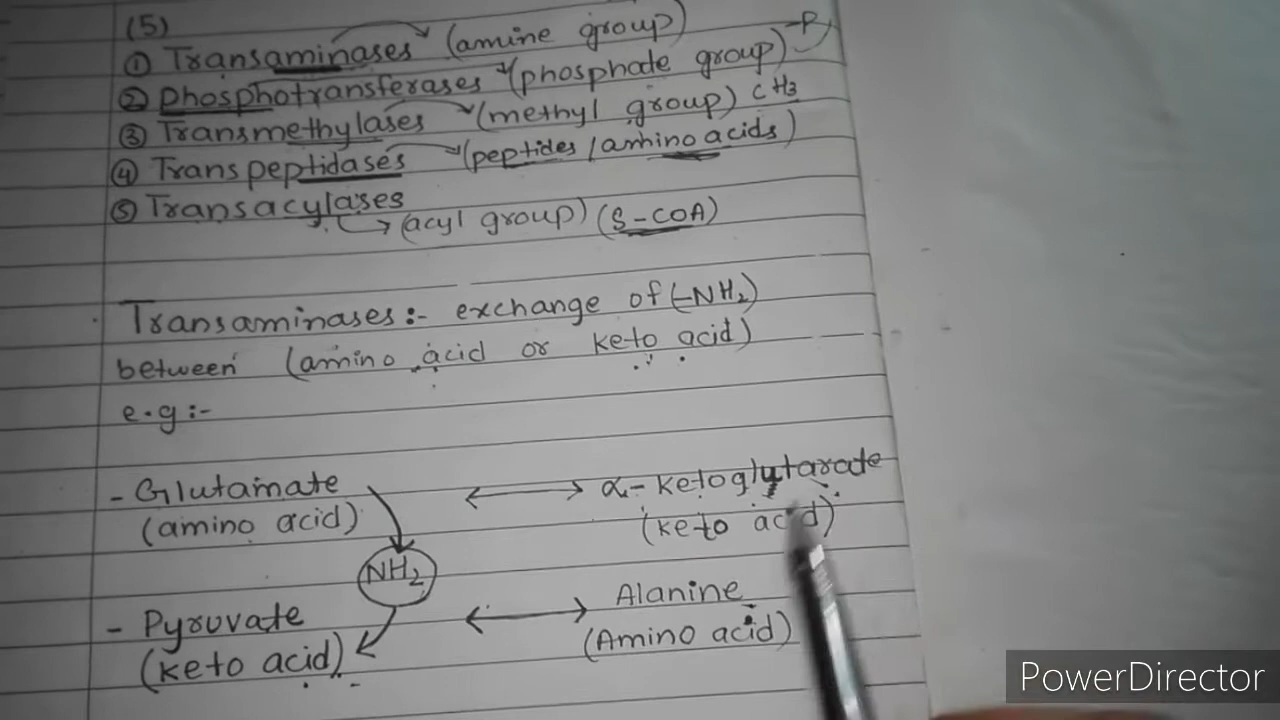 (5)
① Transaminases → (amine group)
② Phosphotransferases → (phosphate group) -P
③ Transmethylases → (methyl group) CH3
④ Transpeptidases → (peptides / amino acids)
⑤ Transacylases
↳ (acyl group) (S-COA)
Transaminases:- exchange of (-NH2)
between (amino acid or keto acid)
e.g:-
- Glutamate ↔ α-ketoglutarate
(amino acid) (keto acid)
NH2
- Pyruvate ↔ Alanine
(keto acid) (Amino acid)
PowerDirector